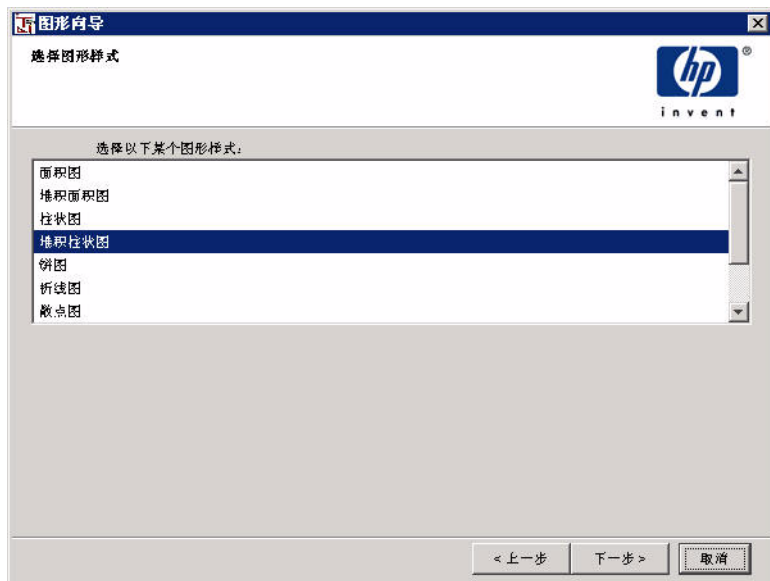 图形向导
选择图形样式
hp
®
invent
选择以下某个图形样式:
面积图
堆积面积图
柱状图
堆积柱状图
饼图
折线图
散点图
<上一步
下一步>
取消